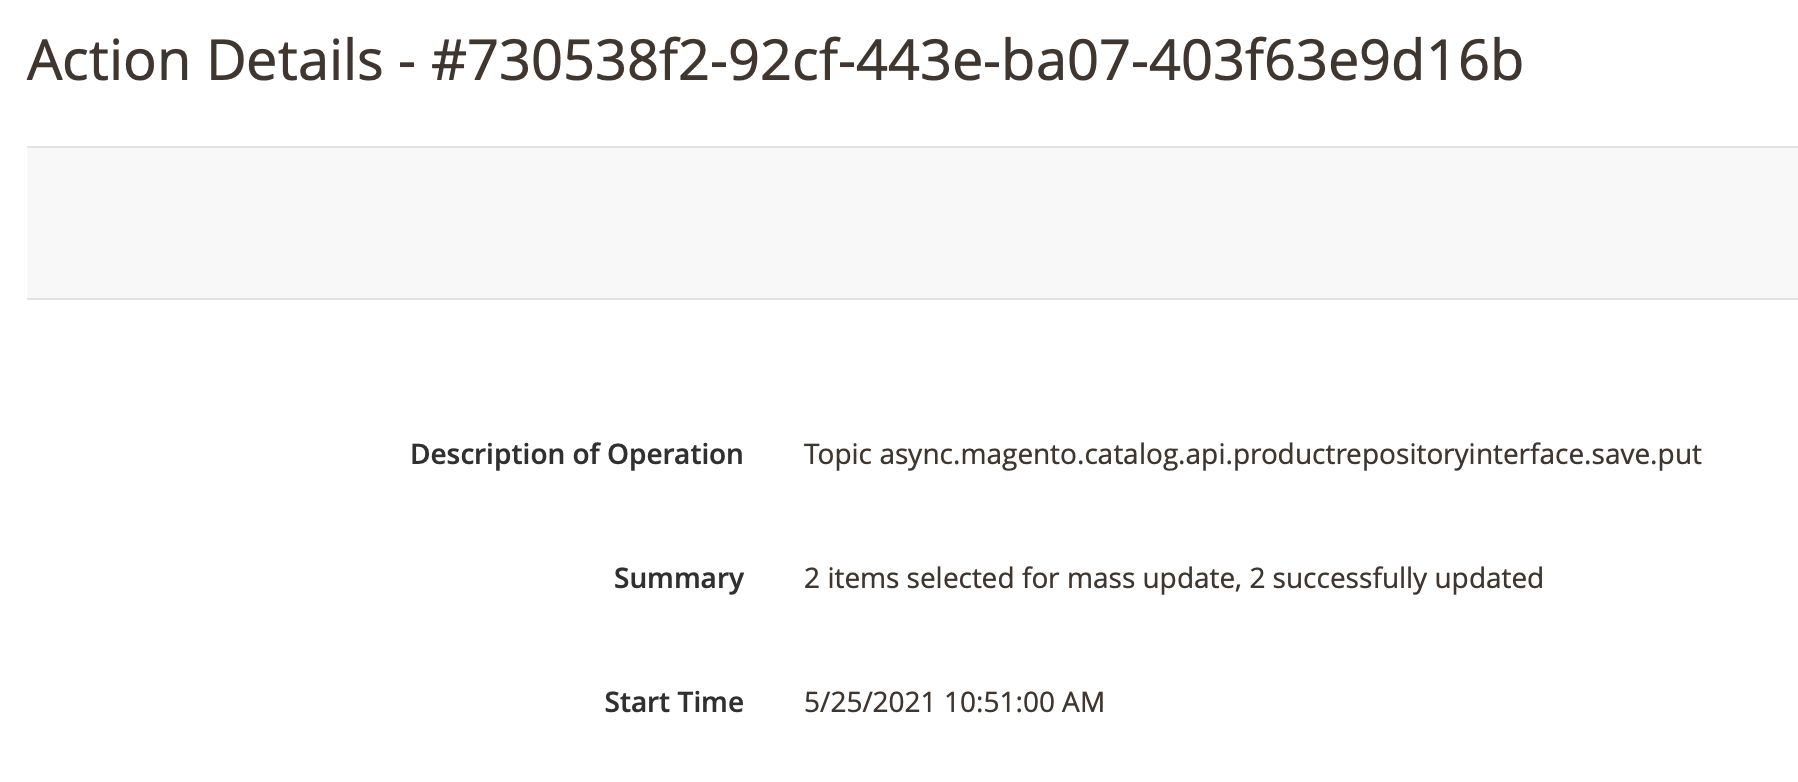 Action Details - #730538f2-92cf-443e-ba07-403f63e9d16b
Description of Operation Topic async.magento.catalog.api.productrepositoryinterface.save.put
Summary 2 items selected for mass update, 2 successfully updated
Start Time 5/25/2021 10:51:00 AM